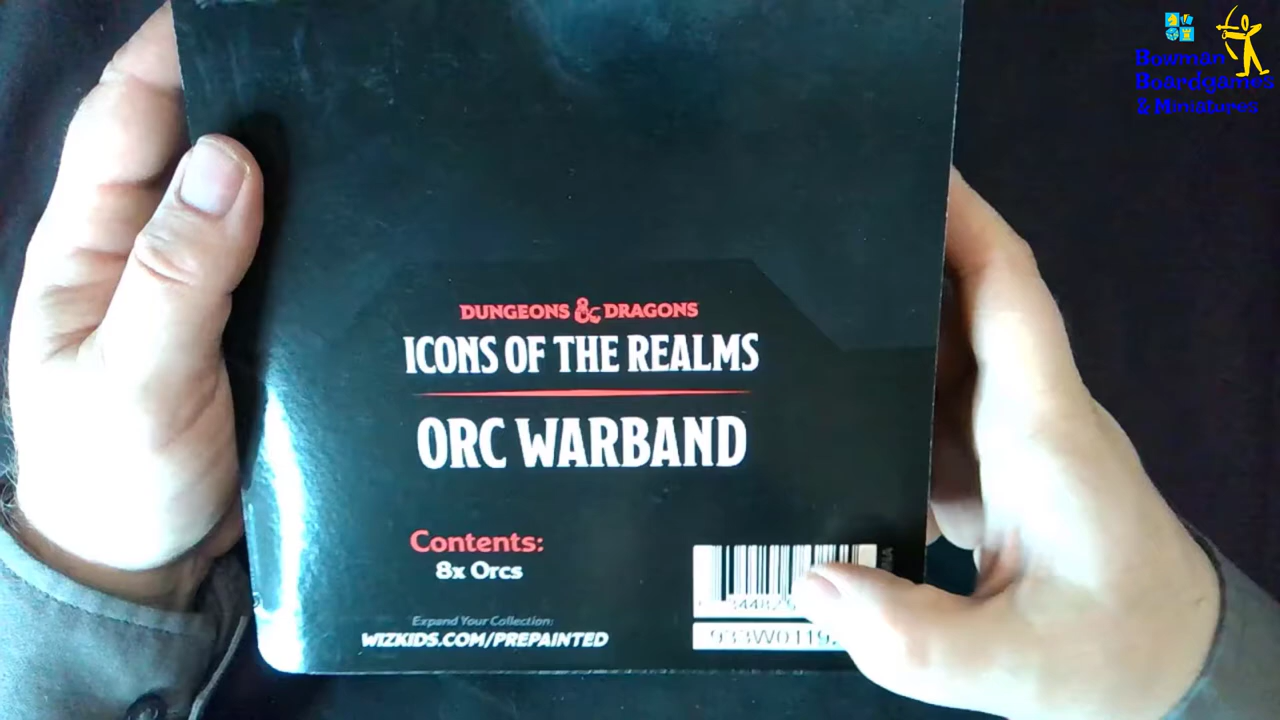 Bowman
Boardgames
& Miniatures
DUNGEONS & DRAGONS
ICONS OF THE REALMS
ORC WARBAND
Contents:
8x Orcs
Expand Your Collection:
WIZKIDS.COM/PREPAINTED